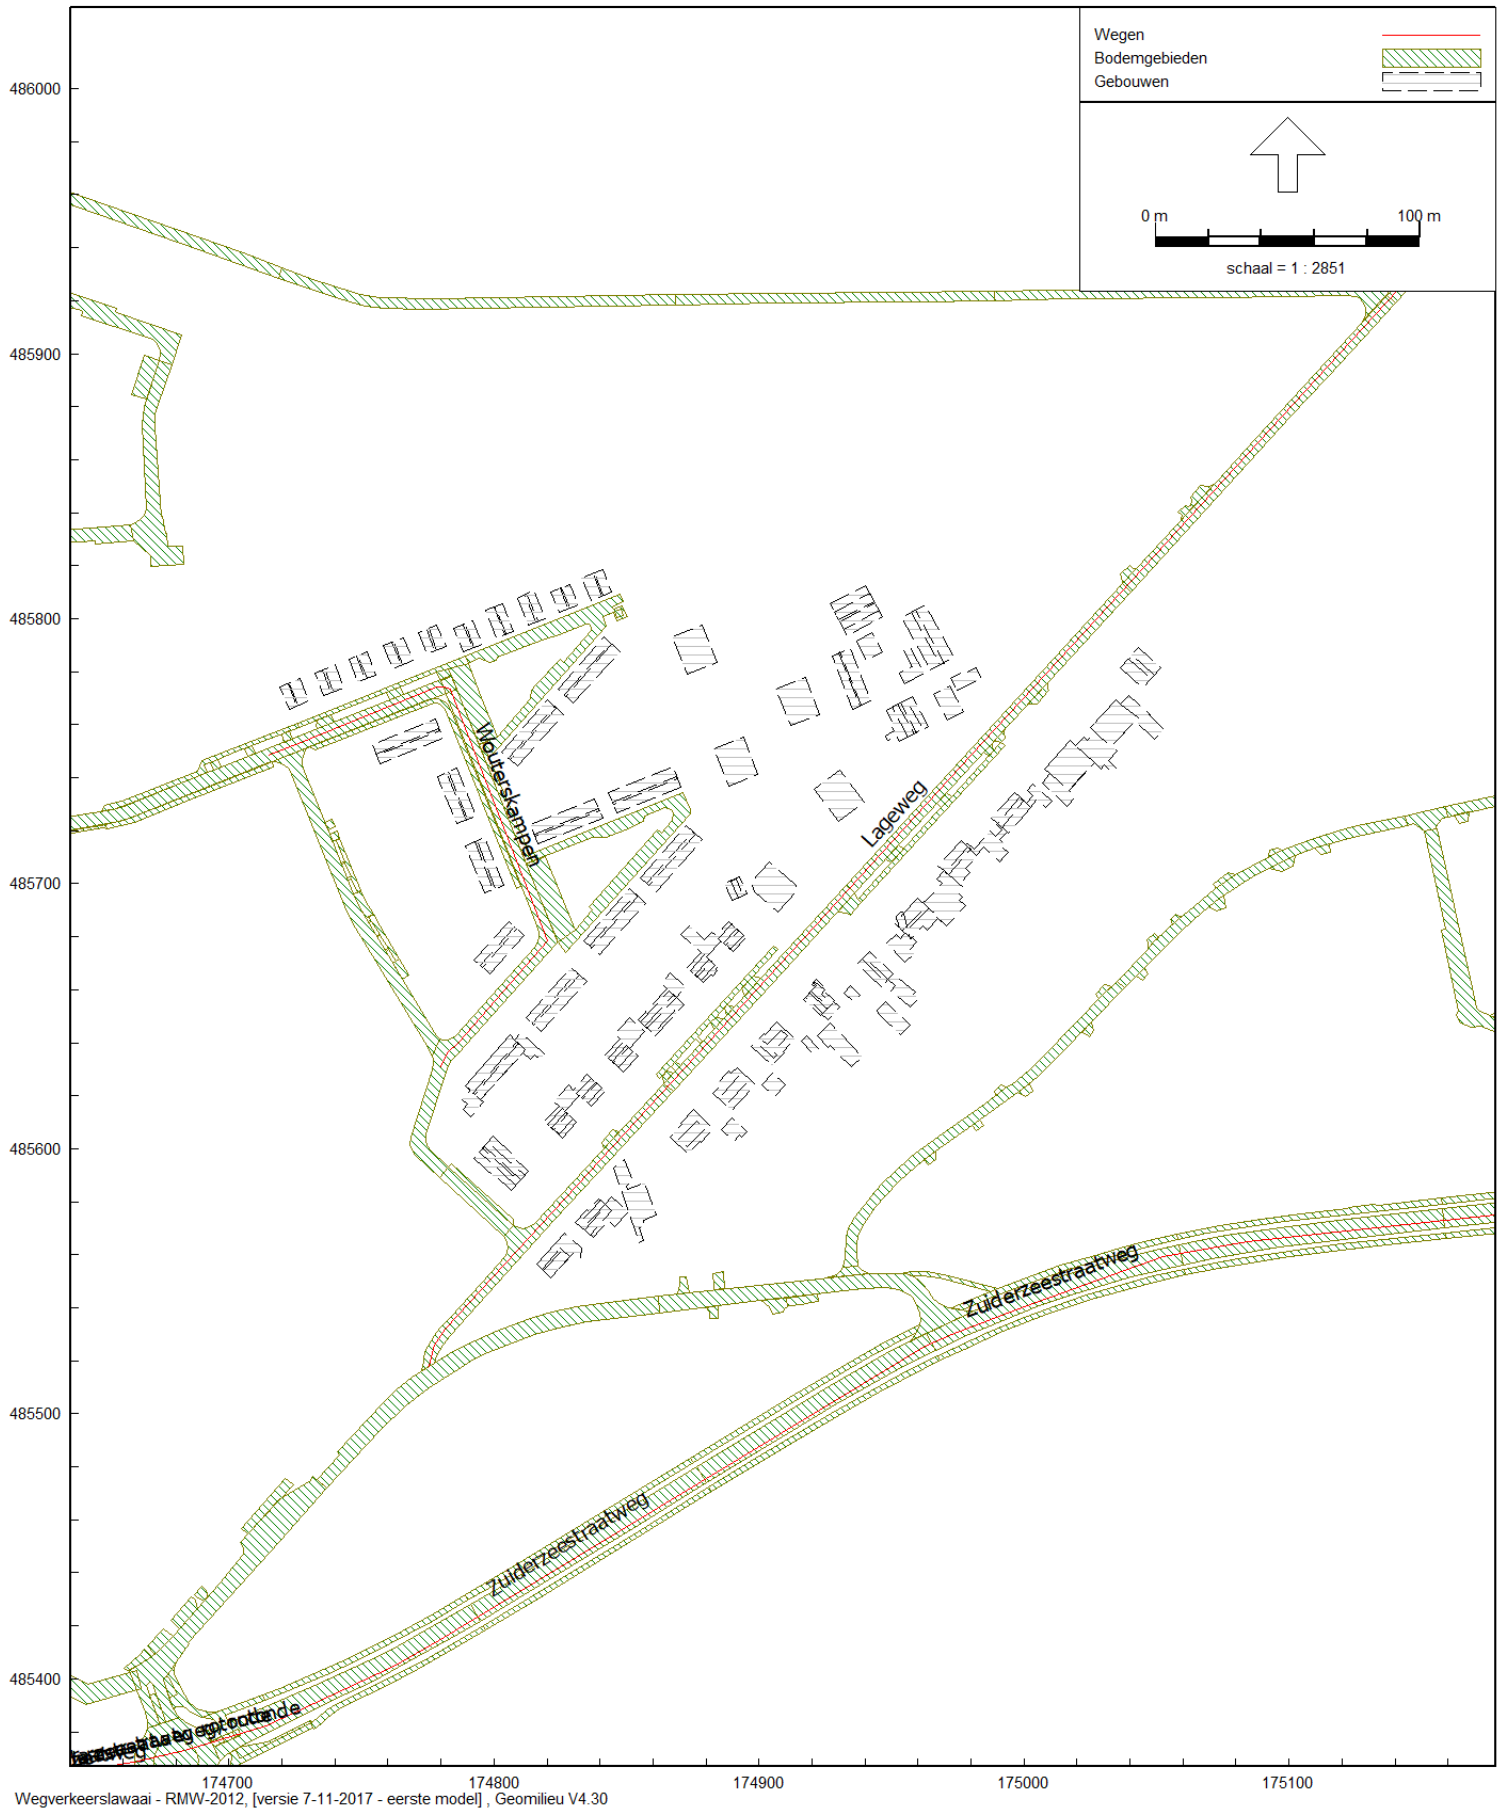 Wegen
Bodemgebieden
Gebouwen
0 m 100 m
schaal = 1 : 2851
486000
485900
485800
485700
485600
485500
485400
Wouterskampen
Lageweg
Zuiderzeestraatweg
Zuiderzeestraatweg
174700 174800 174900 175000 175100
Wegverkeerslawaai - RMW-2012, [versie 7-11-2017 - eerste model] , Geomilieu V4.30